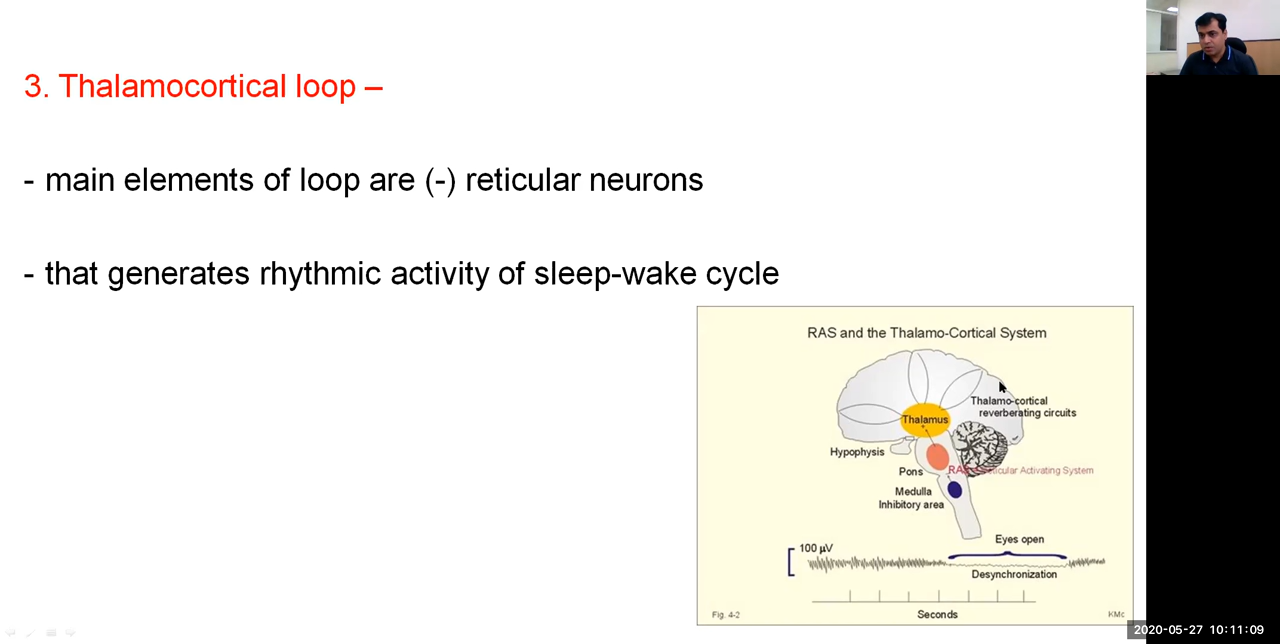 3. Thalamocortical loop –
- main elements of loop are (-) reticular neurons
- that generates rhythmic activity of sleep-wake cycle
RAS and the Thalamo-Cortical System
Thalamo-cortical
reverberating circuits
Thalamus
Hypophysis
Pons
RAS Reticular Activating System
Medulla
Inhibitory area
Eyes open
100 µV
Desynchronization
Seconds
Fig. 4-2
KMc
2020-05-27 10:11:09